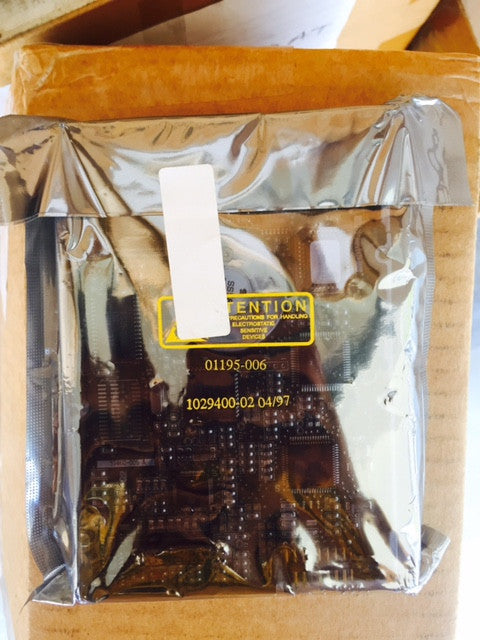 TENTION
PRECAUTIONS FOR HANDLING
ELECTROSTATIC
SENSITIVE
DEVICES
01195-006
1029400-02 04/97